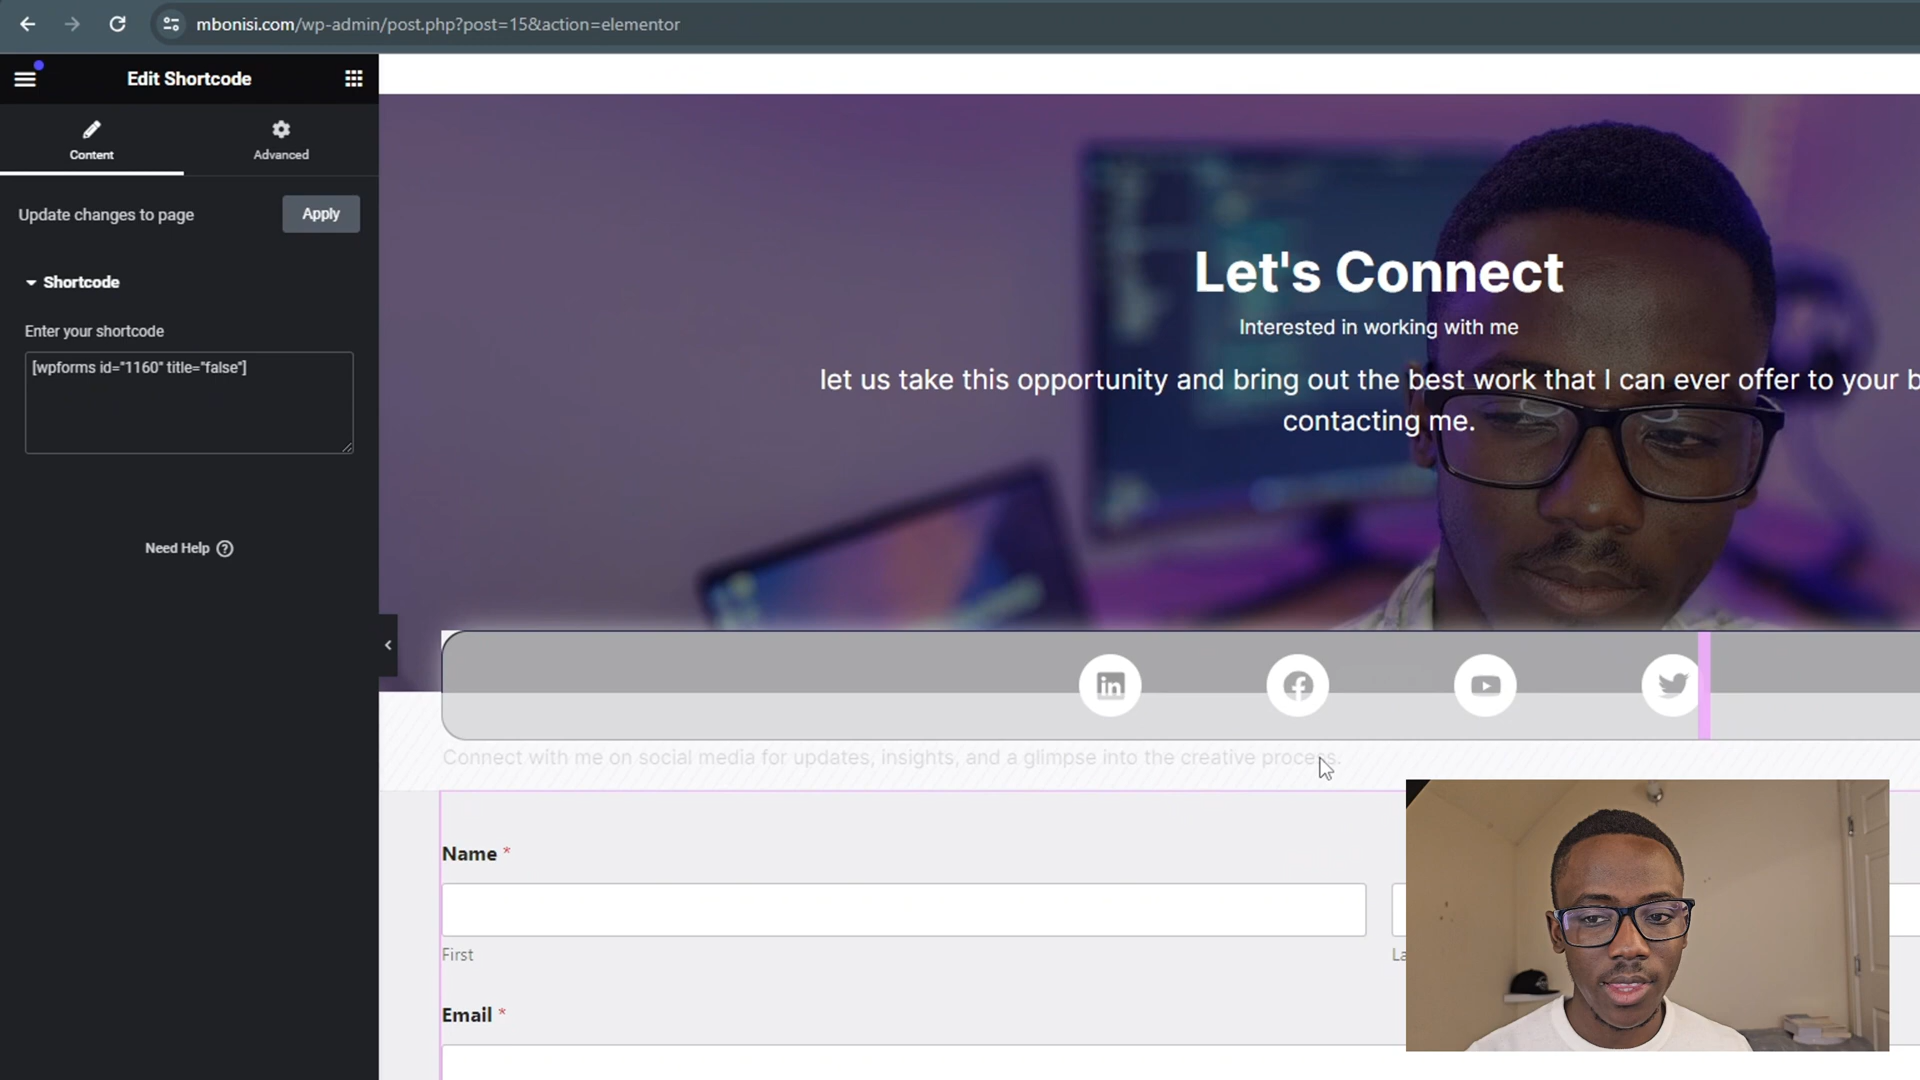 mbonisi.com/wp-admin/post.php?post=15&action=elementor
Edit Shortcode
Content
Advanced
Update changes to page
Apply
Shortcode
Enter your shortcode
[wpforms id="1160" title="false"]
Need Help
Let's Connect
Interested in working with me
let us take this opportunity and bring out the best work that I can ever offer to your b
contacting me.
in
Connect with me on social media for updates, insights, and a glimpse into the creative process.
Name *
First
La
Email *